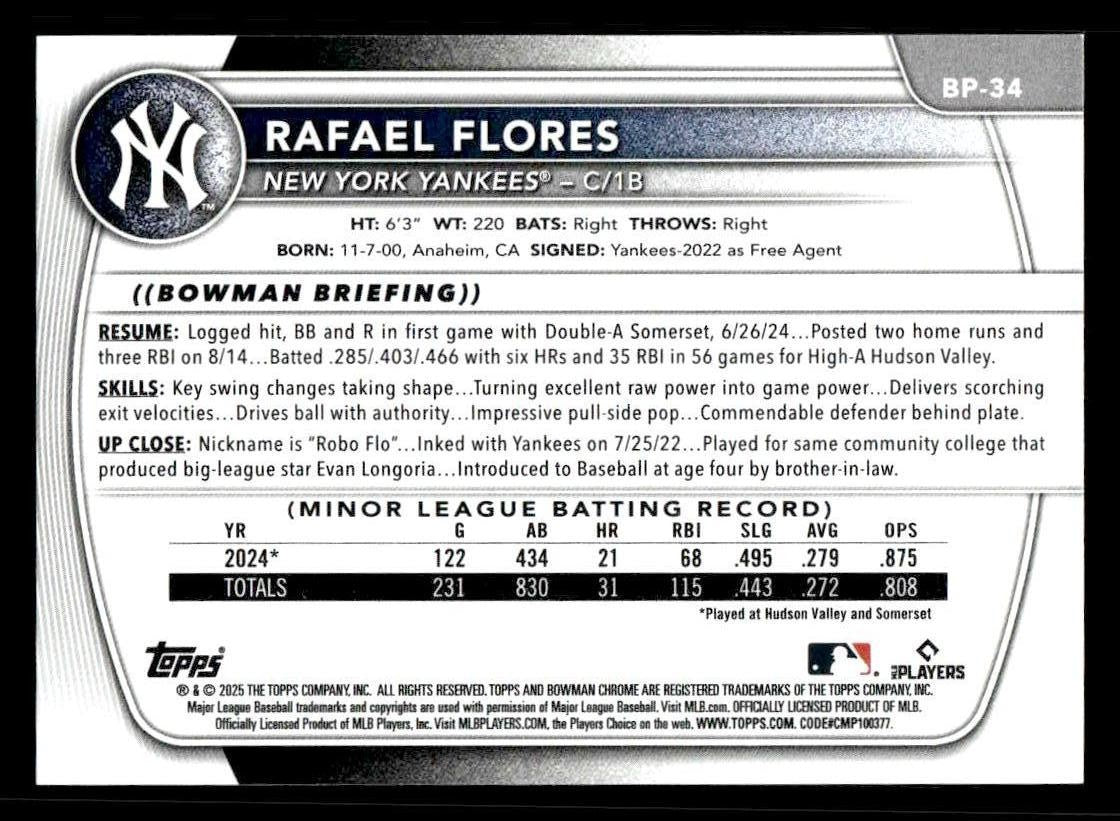 BP-34
NY
TM
RAFAEL FLORES
NEW YORK YANKEES® – C/1B
HT: 6'3" WT: 220 BATS: Right THROWS: Right
BORN: 11-7-00, Anaheim, CA SIGNED: Yankees-2022 as Free Agent
((BOWMAN BRIEFING))
RESUME: Logged hit, BB and R in first game with Double-A Somerset, 6/26/24...Posted two home runs and
three RBI on 8/14...Batted .285/.403/.466 with six HRs and 35 RBI in 56 games for High-A Hudson Valley.
SKILLS: Key swing changes taking shape...Turning excellent raw power into game power...Delivers scorching
exit velocities...Drives ball with authority...Impressive pull-side pop...Commendable defender behind plate.
UP CLOSE: Nickname is "Robo Flo"...Inked with Yankees on 7/25/22...Played for same community college that
produced big-league star Evan Longoria...Introduced to Baseball at age four by brother-in-law.
(MINOR LEAGUE BATTING RECORD)
YR G AB HR RBI SLG AVG OPS
2024* 122 434 21 68 .495 .279 .875
TOTALS 231 830 31 115 .443 .272 .808
*Played at Hudson Valley and Somerset
Topps®
MLB PLAYERS
® & © 2025 THE TOPPS COMPANY, INC. ALL RIGHTS RESERVED. TOPPS AND BOWMAN CHROME ARE REGISTERED TRADEMARKS OF THE TOPPS COMPANY, INC.
Major League Baseball trademarks and copyrights are used with permission of Major League Baseball. Visit MLB.com. OFFICIALLY LICENSED PRODUCT OF MLB.
Officially Licensed Product of MLB Players, Inc. Visit MLBPLAYERS.COM, the Players Choice on the web. WWW.TOPPS.COM. CODE#CMP100377.